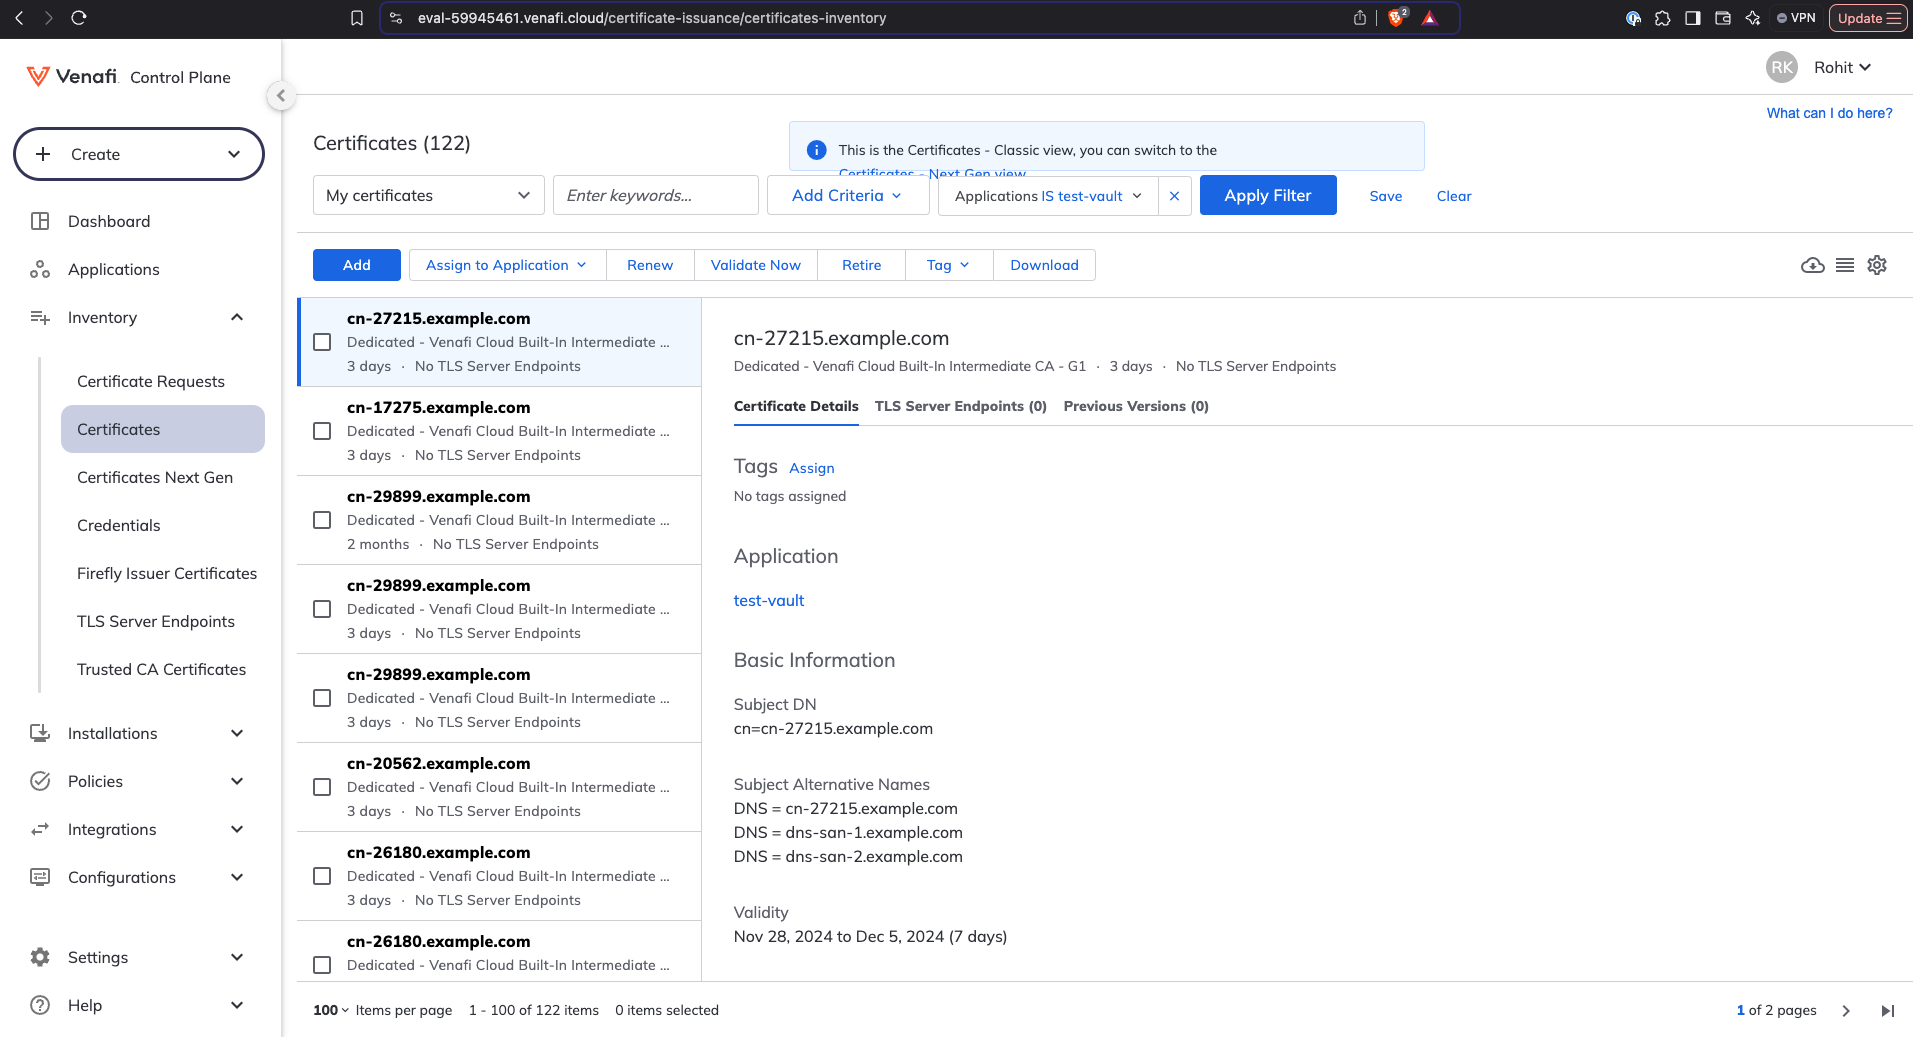 eval-59945461.venafi.cloud/certificate-issuance/certificates-inventory
2
VPN
Update
Venafi Control Plane
RK
Rohit
What can I do here?
Create
Dashboard
Applications
Inventory
Certificate Requests
Certificates
Certificates Next Gen
Credentials
Firefly Issuer Certificates
TLS Server Endpoints
Trusted CA Certificates
Installations
Policies
Integrations
Configurations
Settings
Help
Certificates (122)
This is the Certificates - Classic view, you can switch to the
Certificates - Next Gen view
My certificates
Enter keywords...
Add Criteria
Applications IS test-vault
Apply Filter
Save
Clear
Add
Assign to Application
Renew
Validate Now
Retire
Tag
Download
cn-27215.example.com
Dedicated - Venafi Cloud Built-In Intermediate ...
3 days · No TLS Server Endpoints
cn-17275.example.com
Dedicated - Venafi Cloud Built-In Intermediate ...
3 days · No TLS Server Endpoints
cn-29899.example.com
Dedicated - Venafi Cloud Built-In Intermediate ...
2 months · No TLS Server Endpoints
cn-29899.example.com
Dedicated - Venafi Cloud Built-In Intermediate ...
3 days · No TLS Server Endpoints
cn-29899.example.com
Dedicated - Venafi Cloud Built-In Intermediate ...
3 days · No TLS Server Endpoints
cn-20562.example.com
Dedicated - Venafi Cloud Built-In Intermediate ...
3 days · No TLS Server Endpoints
cn-26180.example.com
Dedicated - Venafi Cloud Built-In Intermediate ...
3 days · No TLS Server Endpoints
cn-26180.example.com
Dedicated - Venafi Cloud Built-In Intermediate ...
cn-27215.example.com
Dedicated - Venafi Cloud Built-In Intermediate CA - G1 · 3 days · No TLS Server Endpoints
Certificate Details
TLS Server Endpoints (0)
Previous Versions (0)
Tags Assign
No tags assigned
Application
test-vault
Basic Information
Subject DN
cn=cn-27215.example.com
Subject Alternative Names
DNS = cn-27215.example.com
DNS = dns-san-1.example.com
DNS = dns-san-2.example.com
Validity
Nov 28, 2024 to Dec 5, 2024 (7 days)
100 Items per page
1 - 100 of 122 items
0 items selected
1 of 2 pages